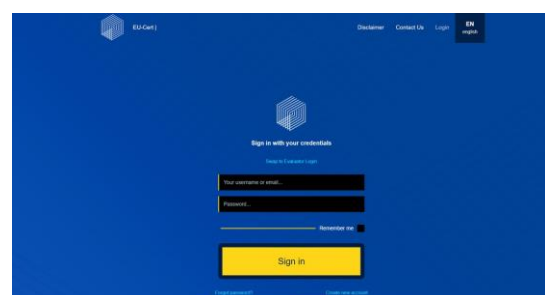 EU-Cert |
Disclaimer
Contact Us
Login
EN
english
Sign in with your credentials
Swap to Evaluator Login
Your username or email...
Password...
Remember me
Sign in
Forgot password?
Create new account